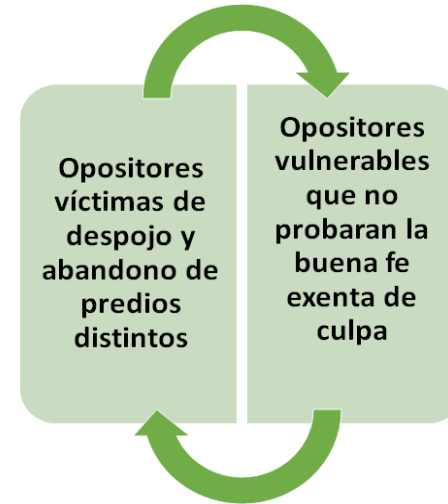 Opositores
víctimas de
despojo y
abandono de
predios
distintos
Opositores
vulnerables
que no
probaran la
buena fe
exenta de
culpa